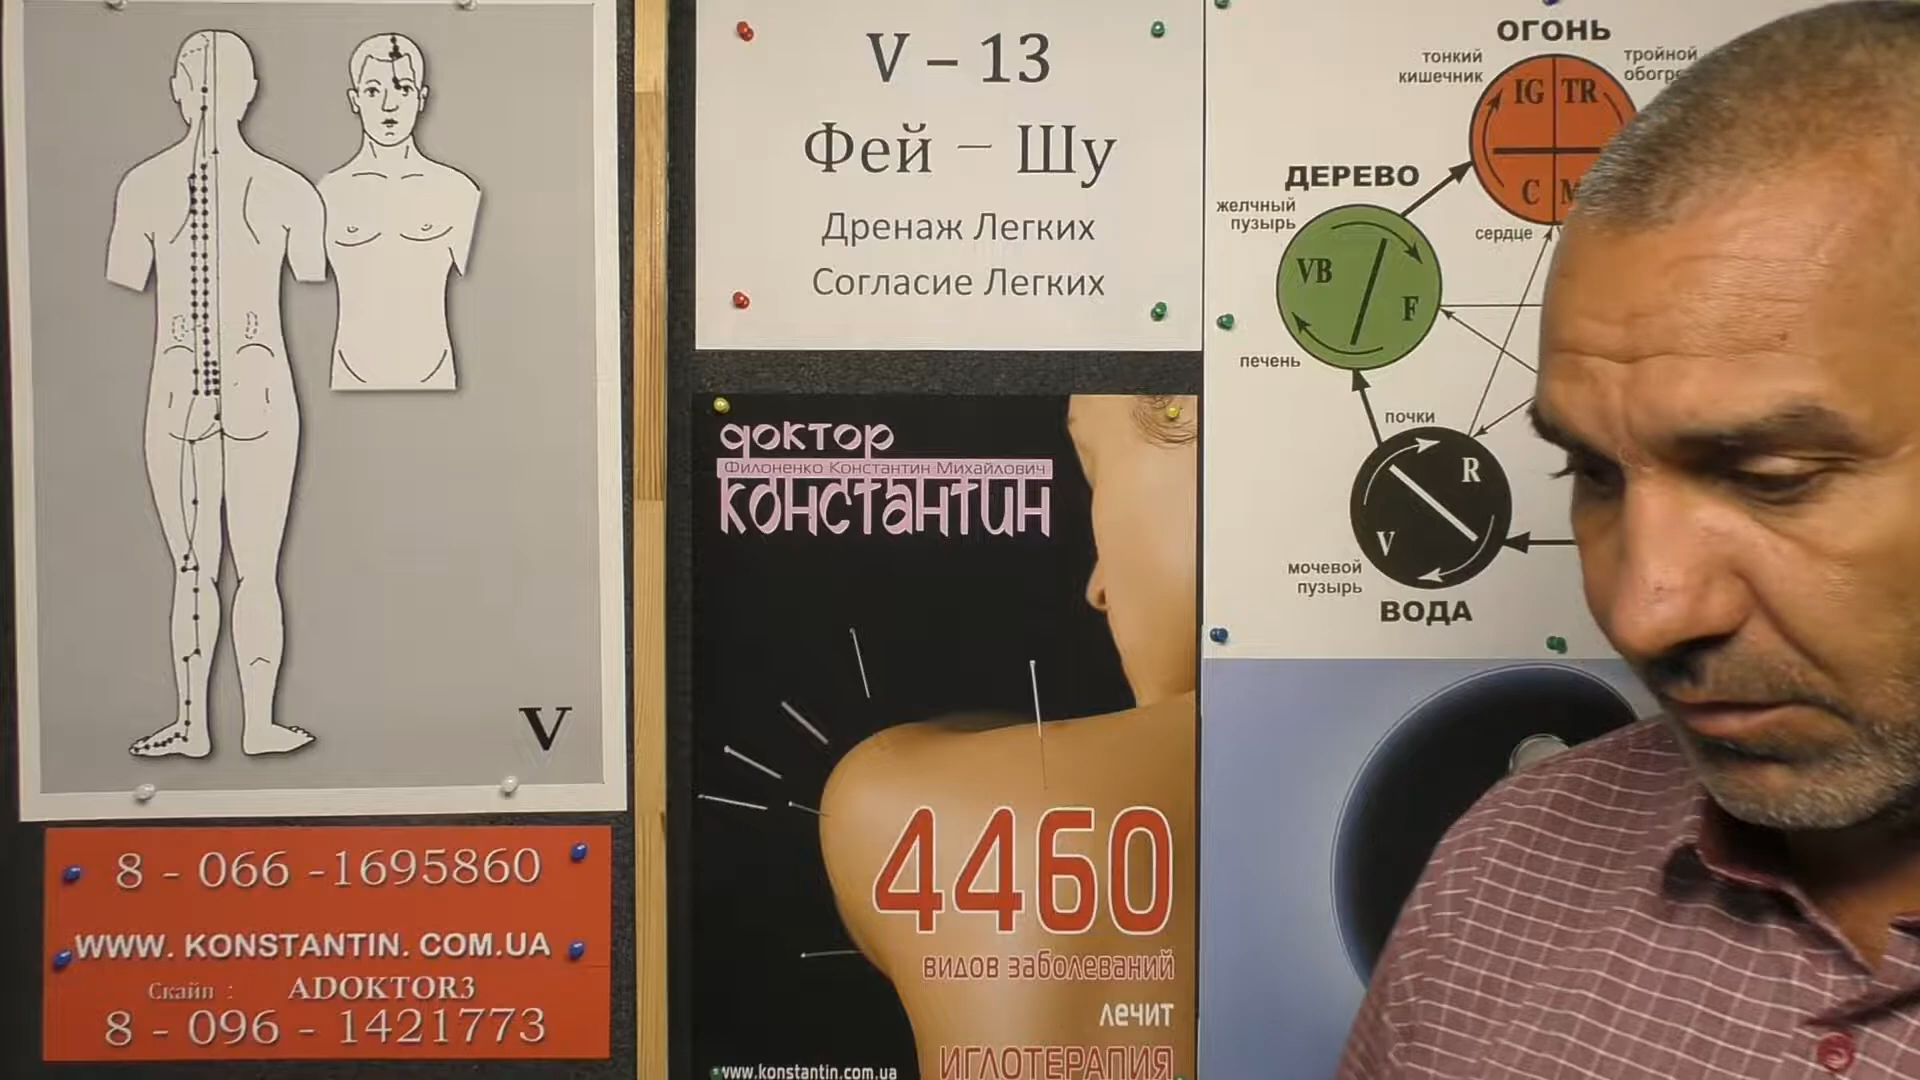 V
8 - 066 -1695860
WWW. KONSTANTIN. COM.UA
Скайп : ADOKTOR3
8 - 096 - 1421773
V – 13
Фей – Шу
Дренаж Легких
Согласие Легких
доктор
Филоненко Константин Михайлович
константин
4460
видов заболеваний
лечит
ИГЛОТЕРАПИЯ
www.konstantin.com.ua
ОГОНЬ
тонкий
кишечник
тройной
IG TR
C
сердце
ДЕРЕВО
желчный
пузырь
VB
F
печень
почки
R
V
мочевой
пузырь
ВОДА